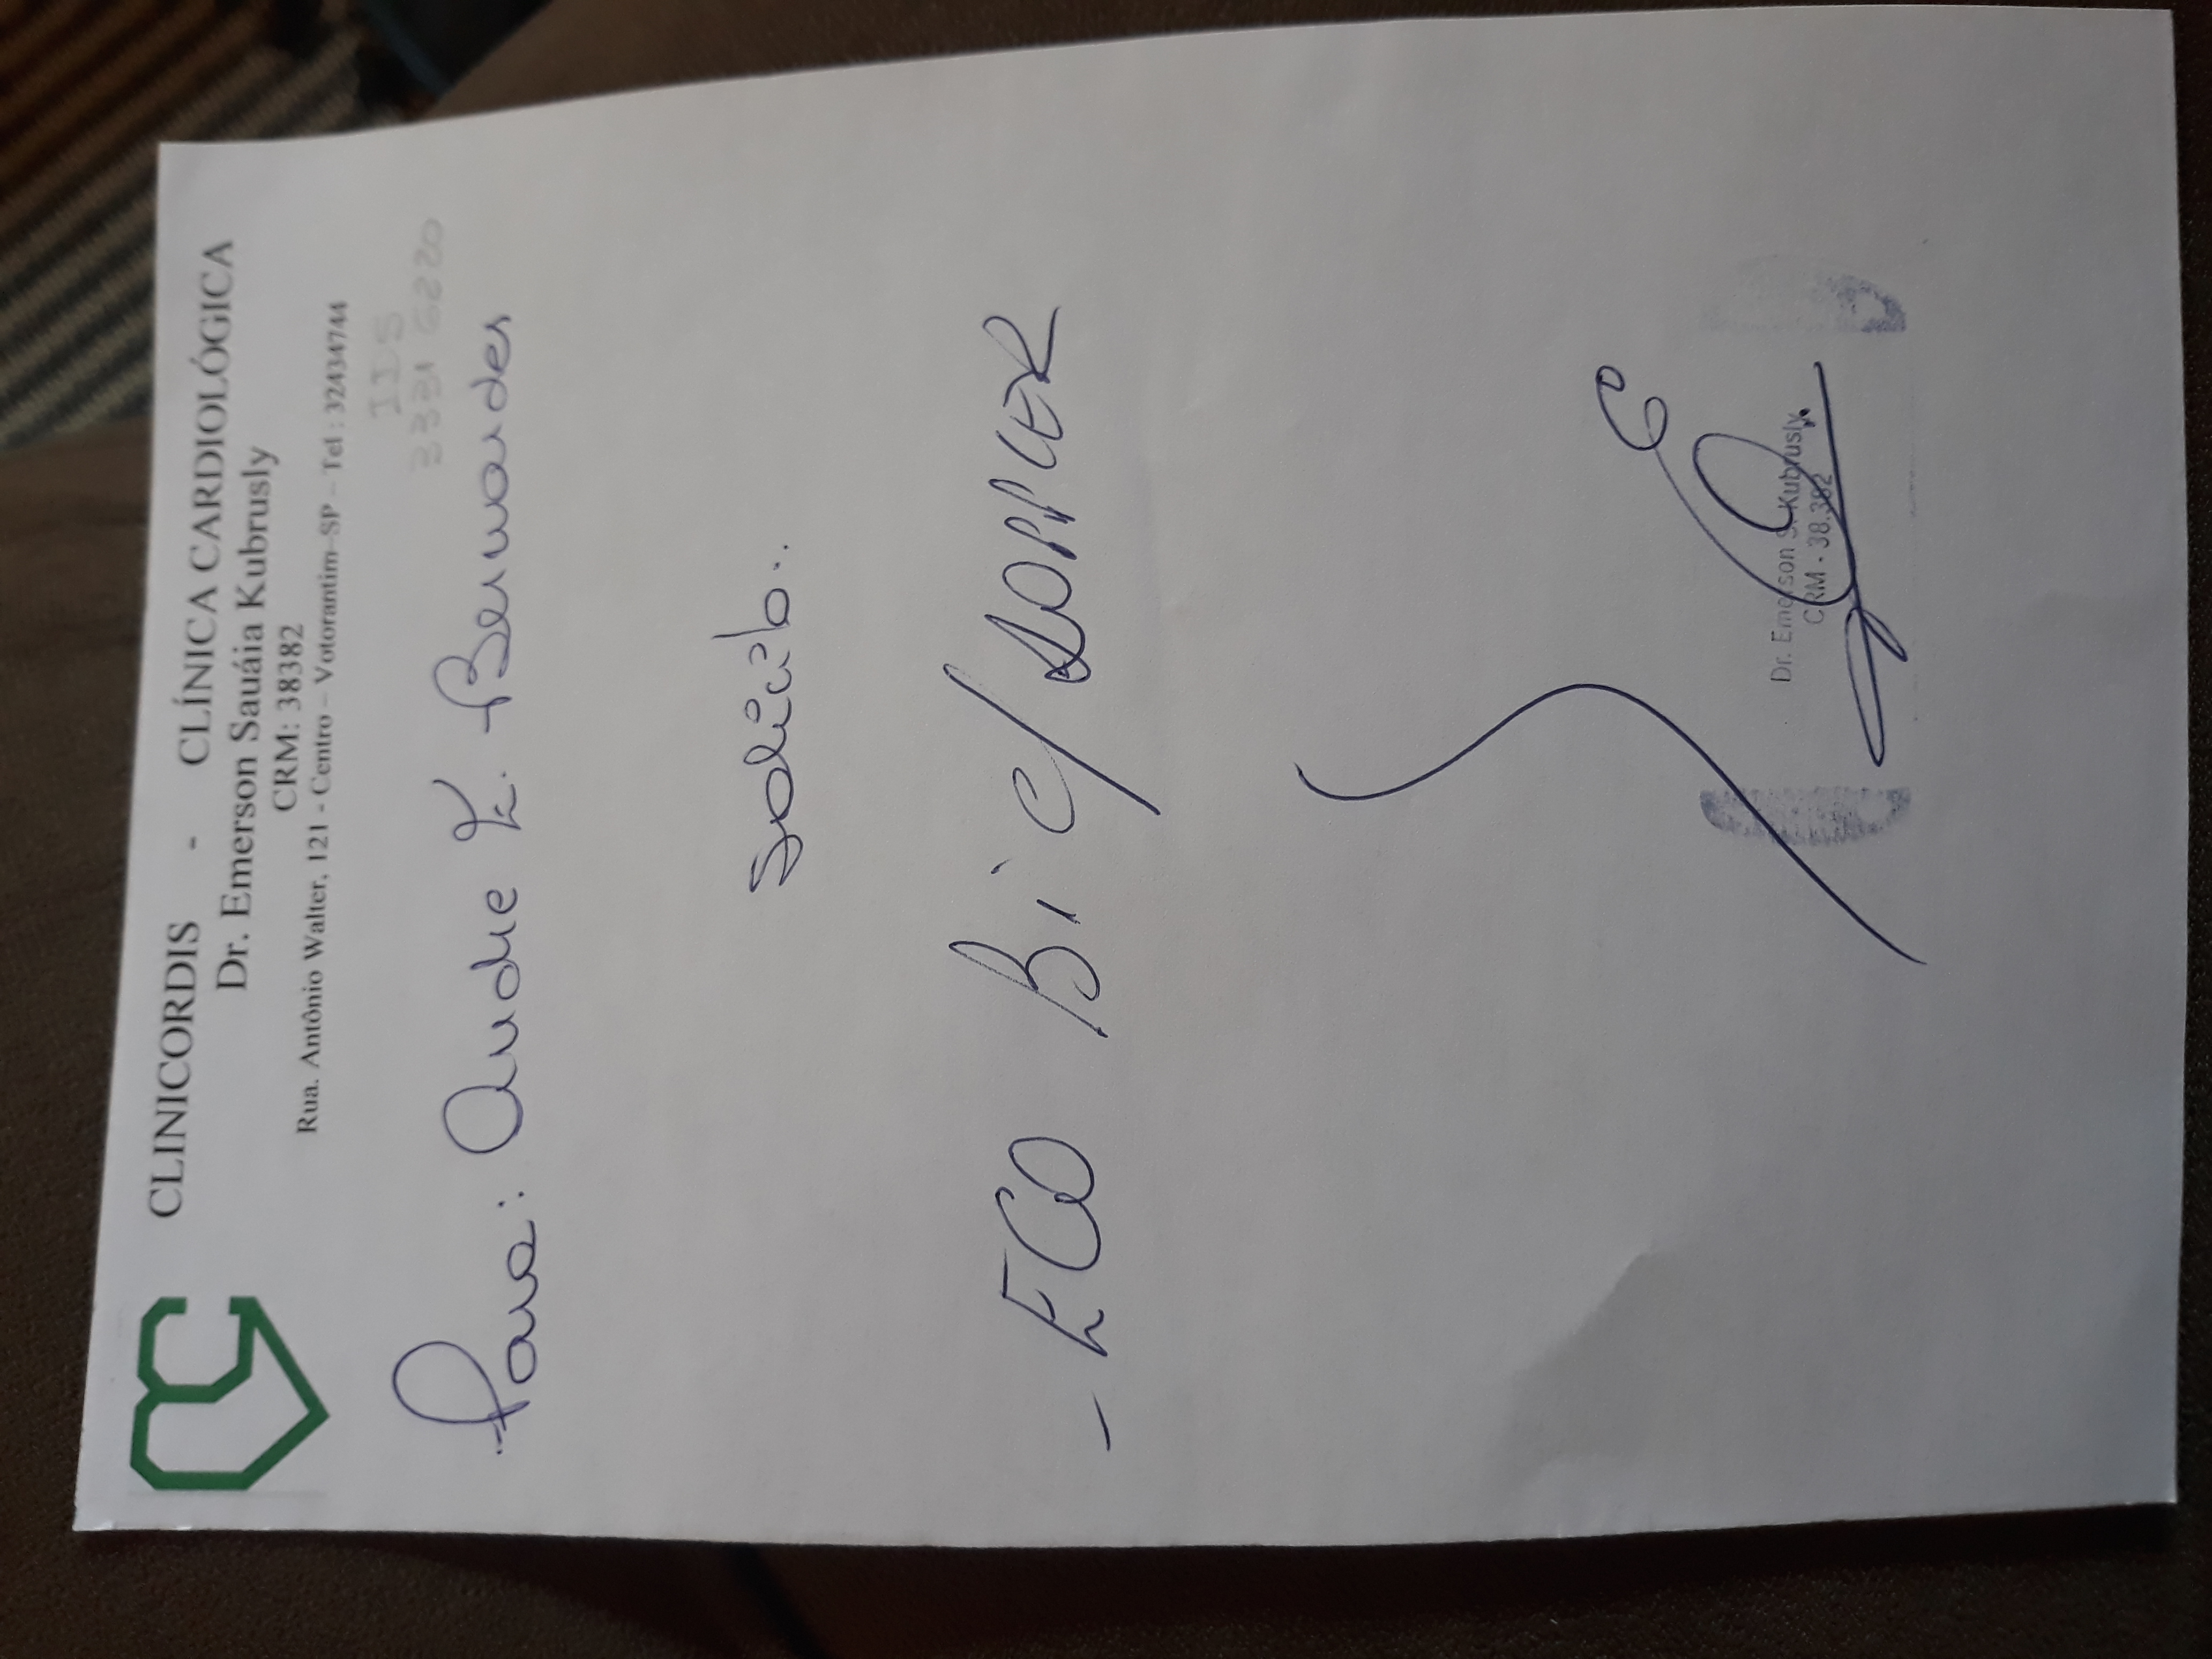 CLINICORDIS - CLÍNICA CARDIOLÓGICA
Dr. Emerson Sauáia Kubrusly
CRM: 38382
Rua. Antônio Walter, 121 - Centro – Votorantim–SP – Tel : 32434744
IDS
3331 6220
Para: Andre Z. Bernardes
Solicito:
- ECO Bi c/ DOPPLER
Dr. Emerson S. Kubrusly
CRM - 38.382